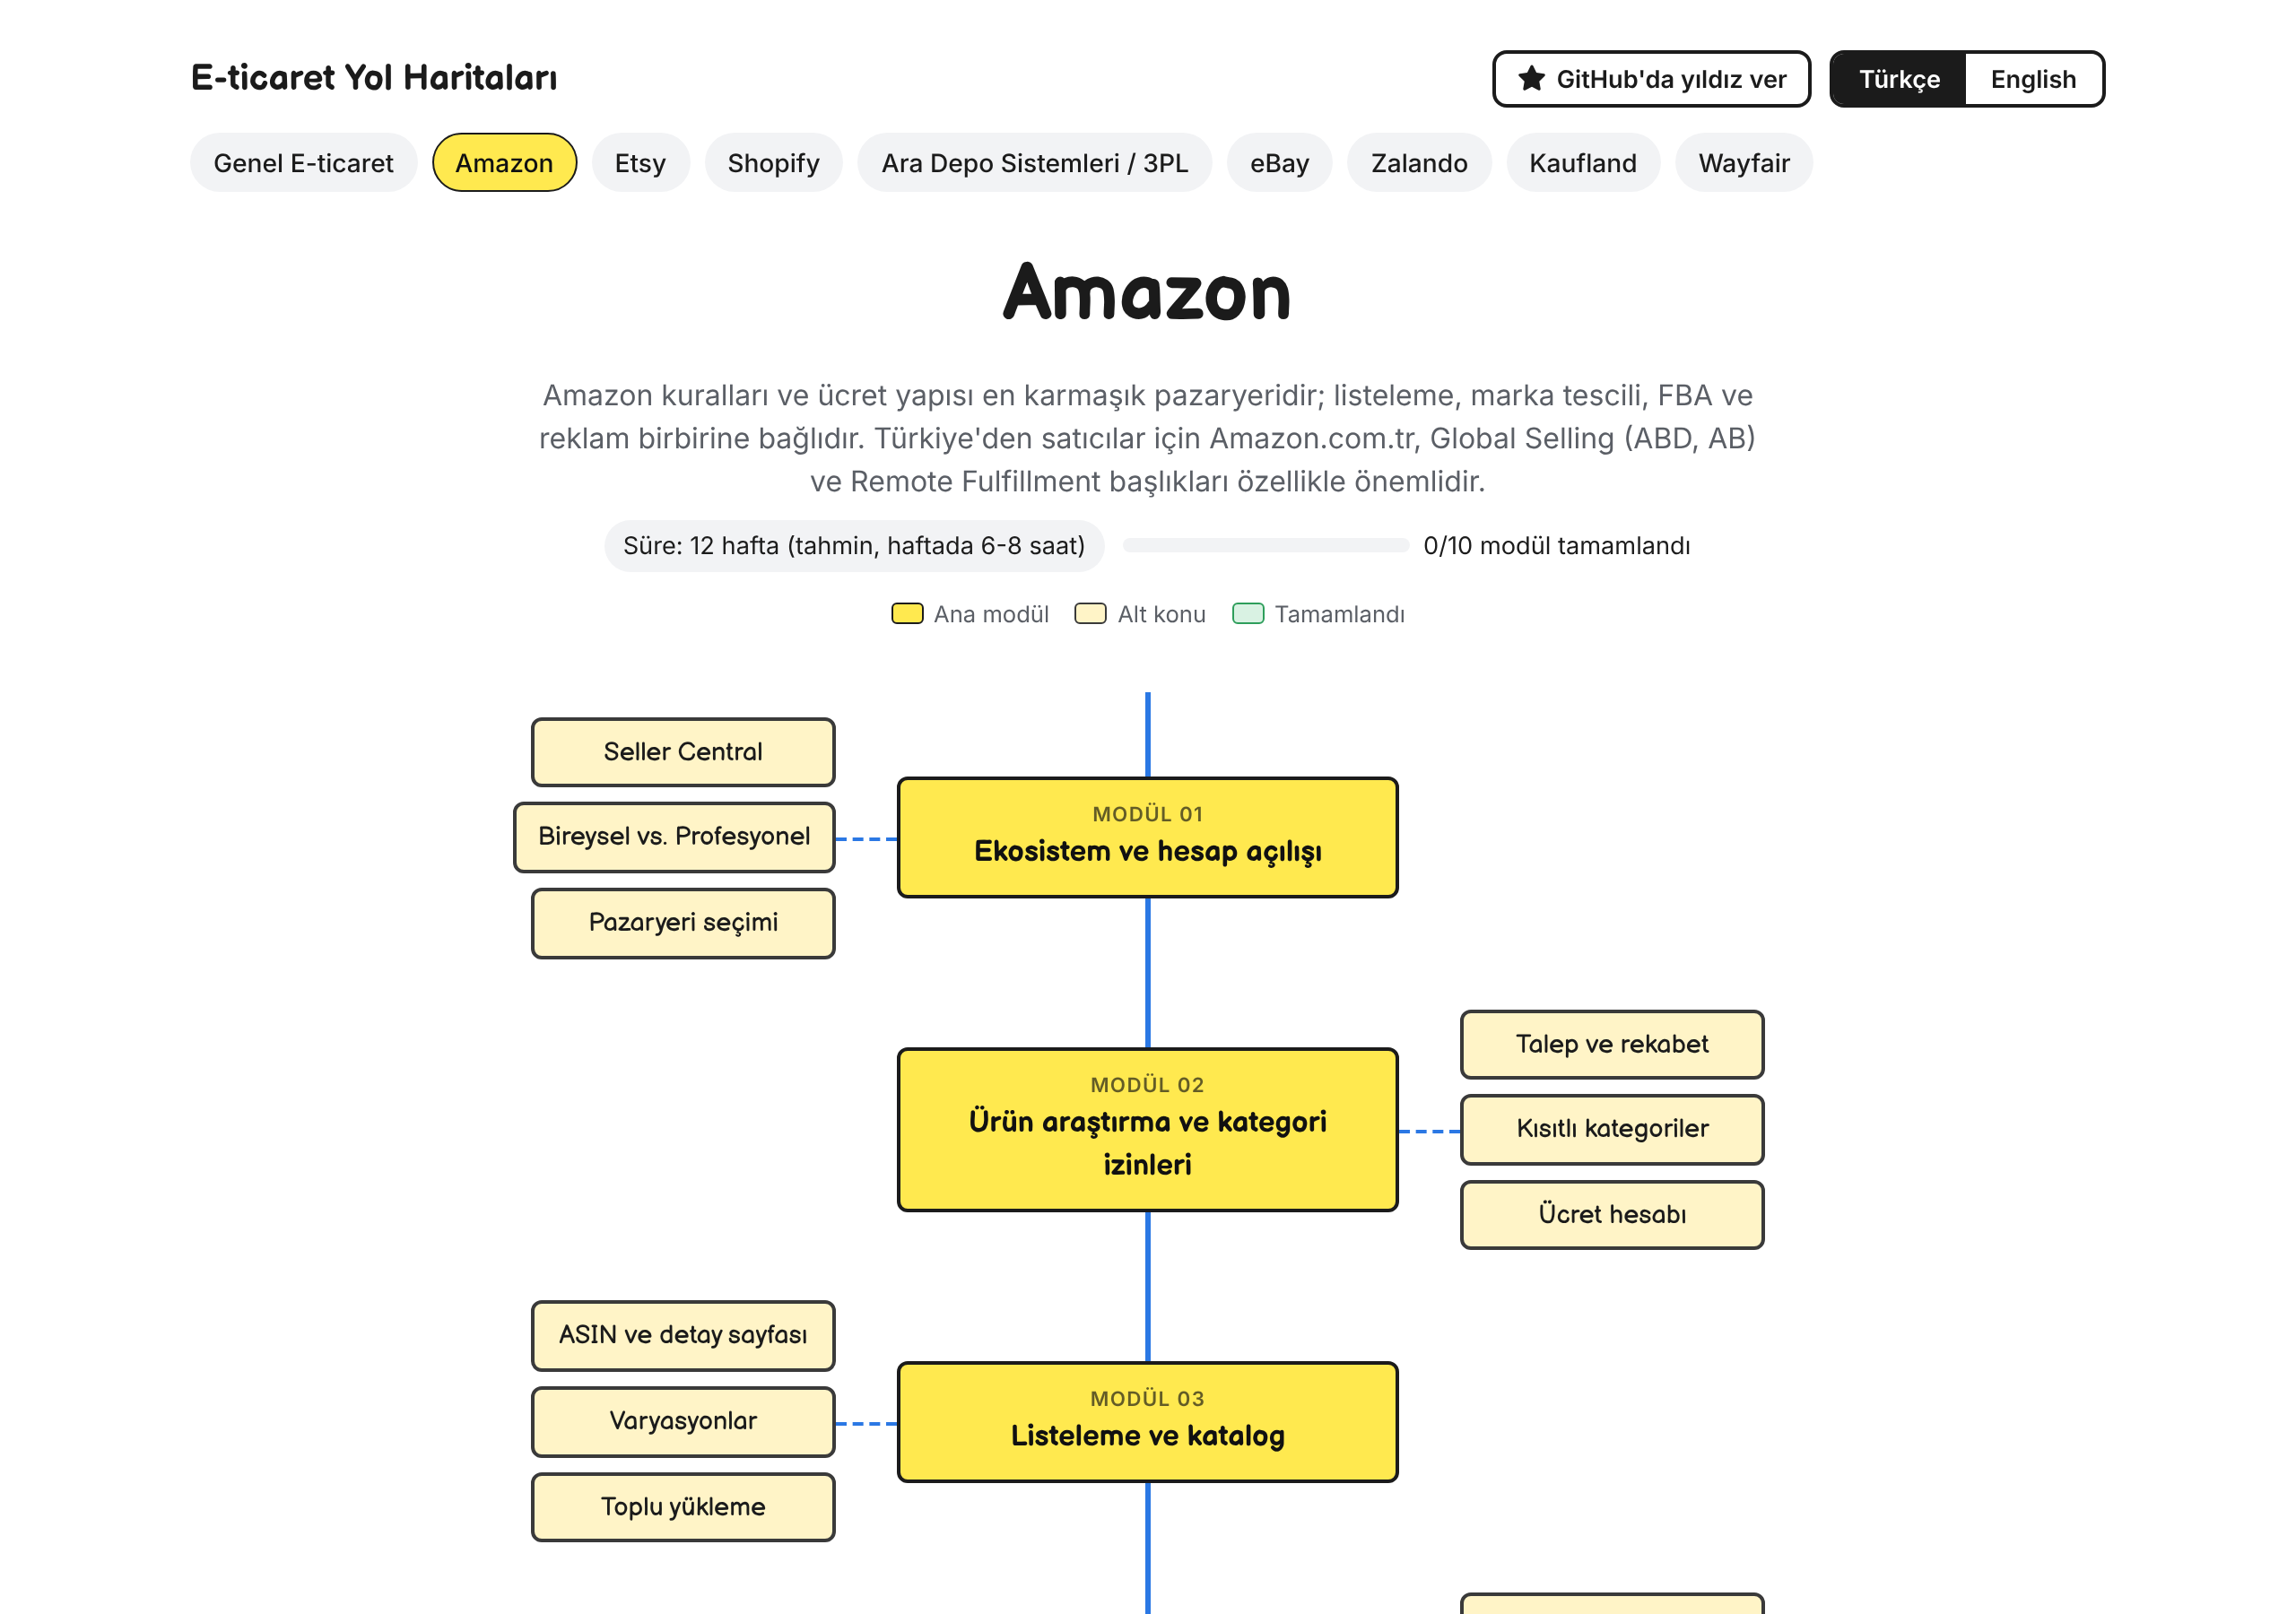 E-ticaret Yol Haritaları
GitHub'da yıldız ver
Türkçe
English
Genel E-ticaret
Amazon
Etsy
Shopify
Ara Depo Sistemleri / 3PL
eBay
Zalando
Kaufland
Wayfair
Amazon
Amazon kuralları ve ücret yapısı en karmaşık pazaryeridir; listeleme, marka tescili, FBA ve
reklam birbirine bağlıdır. Türkiye'den satıcılar için Amazon.com.tr, Global Selling (ABD, AB)
ve Remote Fulfillment başlıkları özellikle önemlidir.
Süre: 12 hafta (tahmin, haftada 6-8 saat)
0/10 modül tamamlandı
Ana modül
Alt konu
Tamamlandı
Seller Central
Bireysel vs. Profesyonel
Pazaryeri seçimi
MODÜL 01
Ekosistem ve hesap açılışı
MODÜL 02
Ürün araştırma ve kategori
izinleri
Talep ve rekabet
Kısıtlı kategoriler
Ücret hesabı
ASIN ve detay sayfası
Varyasyonlar
Toplu yükleme
MODÜL 03
Listeleme ve katalog